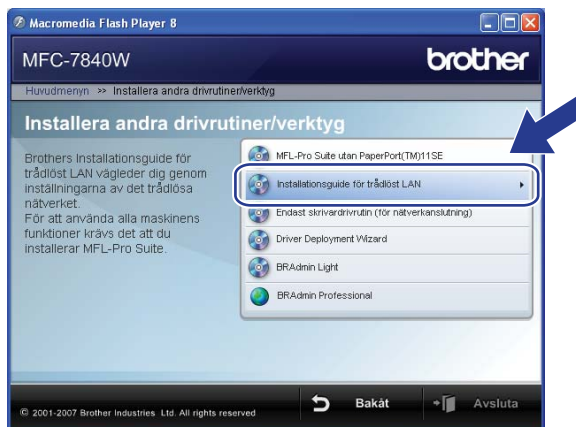 Macromedia Flash Player 8
MFC-7840W
brother
Huvudmenyn >> Installera andra drivrutiner/verktyg
Installera andra drivrutiner/verktyg
Brothers Installationsguide för
trådlöst LAN vägleder dig genom
inställningarna av det trådlösa
nätverket.
För att använda alla maskinens
funktioner krävs det att du
installerar MFL-Pro Suite.
MFL-Pro Suite utan PaperPort(TM)11SE
Installationsguide för trådlöst LAN
Endast skrivardrivrutin (för nätverkanslutning)
Driver Deployment Wizard
BRAdmin Light
BRAdmin Professional
© 2001-2007 Brother Industries Ltd. All rights reserved
Bakåt
Avsluta